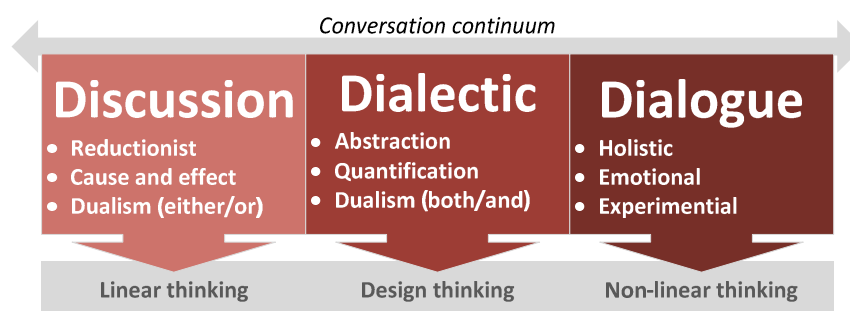 Conversation continuum
Discussion
• Reductionist
• Cause and effect
• Dualism (either/or)
Dialectic
• Abstraction
• Quantification
• Dualism (both/and)
Dialogue
• Holistic
• Emotional
• Experimential
Linear thinking
Design thinking
Non-linear thinking